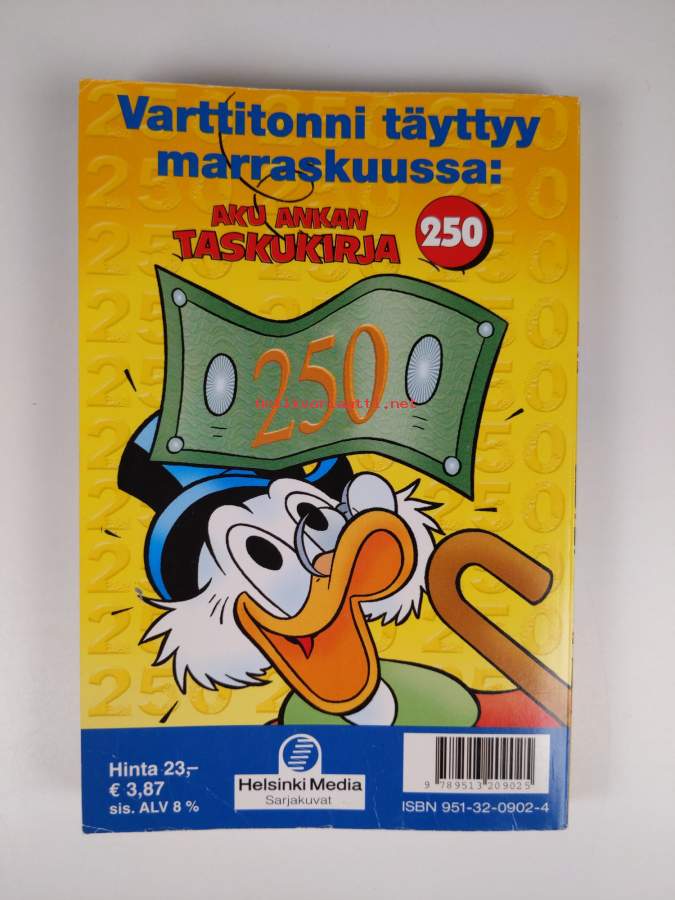 Varttitonni täyttyy
marraskuussa:
AKU ANKAN
TASKUKIRJA
250
250
Hinta 23,–
€ 3,87
sis. ALV 8 %
Helsinki Media
Sarjakuvat
9 789513 209025
ISBN 951-32-0902-4